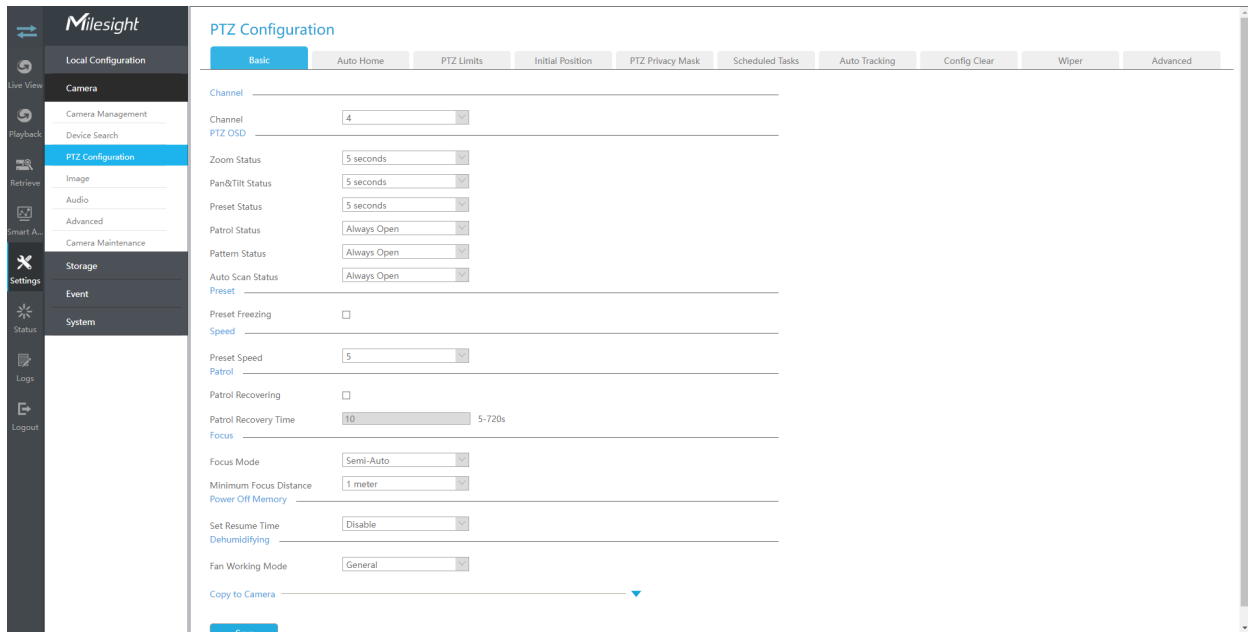 Milesight
Live View
Playback
Retrieve
Smart A...
Settings
Status
Logs
Logout
Local Configuration
Camera
Camera Management
Device Search
PTZ Configuration
Image
Audio
Advanced
Camera Maintenance
Storage
Event
System
PTZ Configuration
Basic Auto Home PTZ Limits Initial Position PTZ Privacy Mask Scheduled Tasks Auto Tracking Config Clear Wiper Advanced
Channel
Channel 4
PTZ OSD
Zoom Status 5 seconds
Pan&Tilt Status 5 seconds
Preset Status 5 seconds
Patrol Status Always Open
Pattern Status Always Open
Auto Scan Status Always Open
Preset
Preset Freezing
Speed
Preset Speed 5
Patrol
Patrol Recovering
Patrol Recovery Time 10 5-720s
Focus
Focus Mode Semi-Auto
Minimum Focus Distance 1 meter
Power Off Memory
Set Resume Time Disable
Dehumidifying
Fan Working Mode General
Copy to Camera